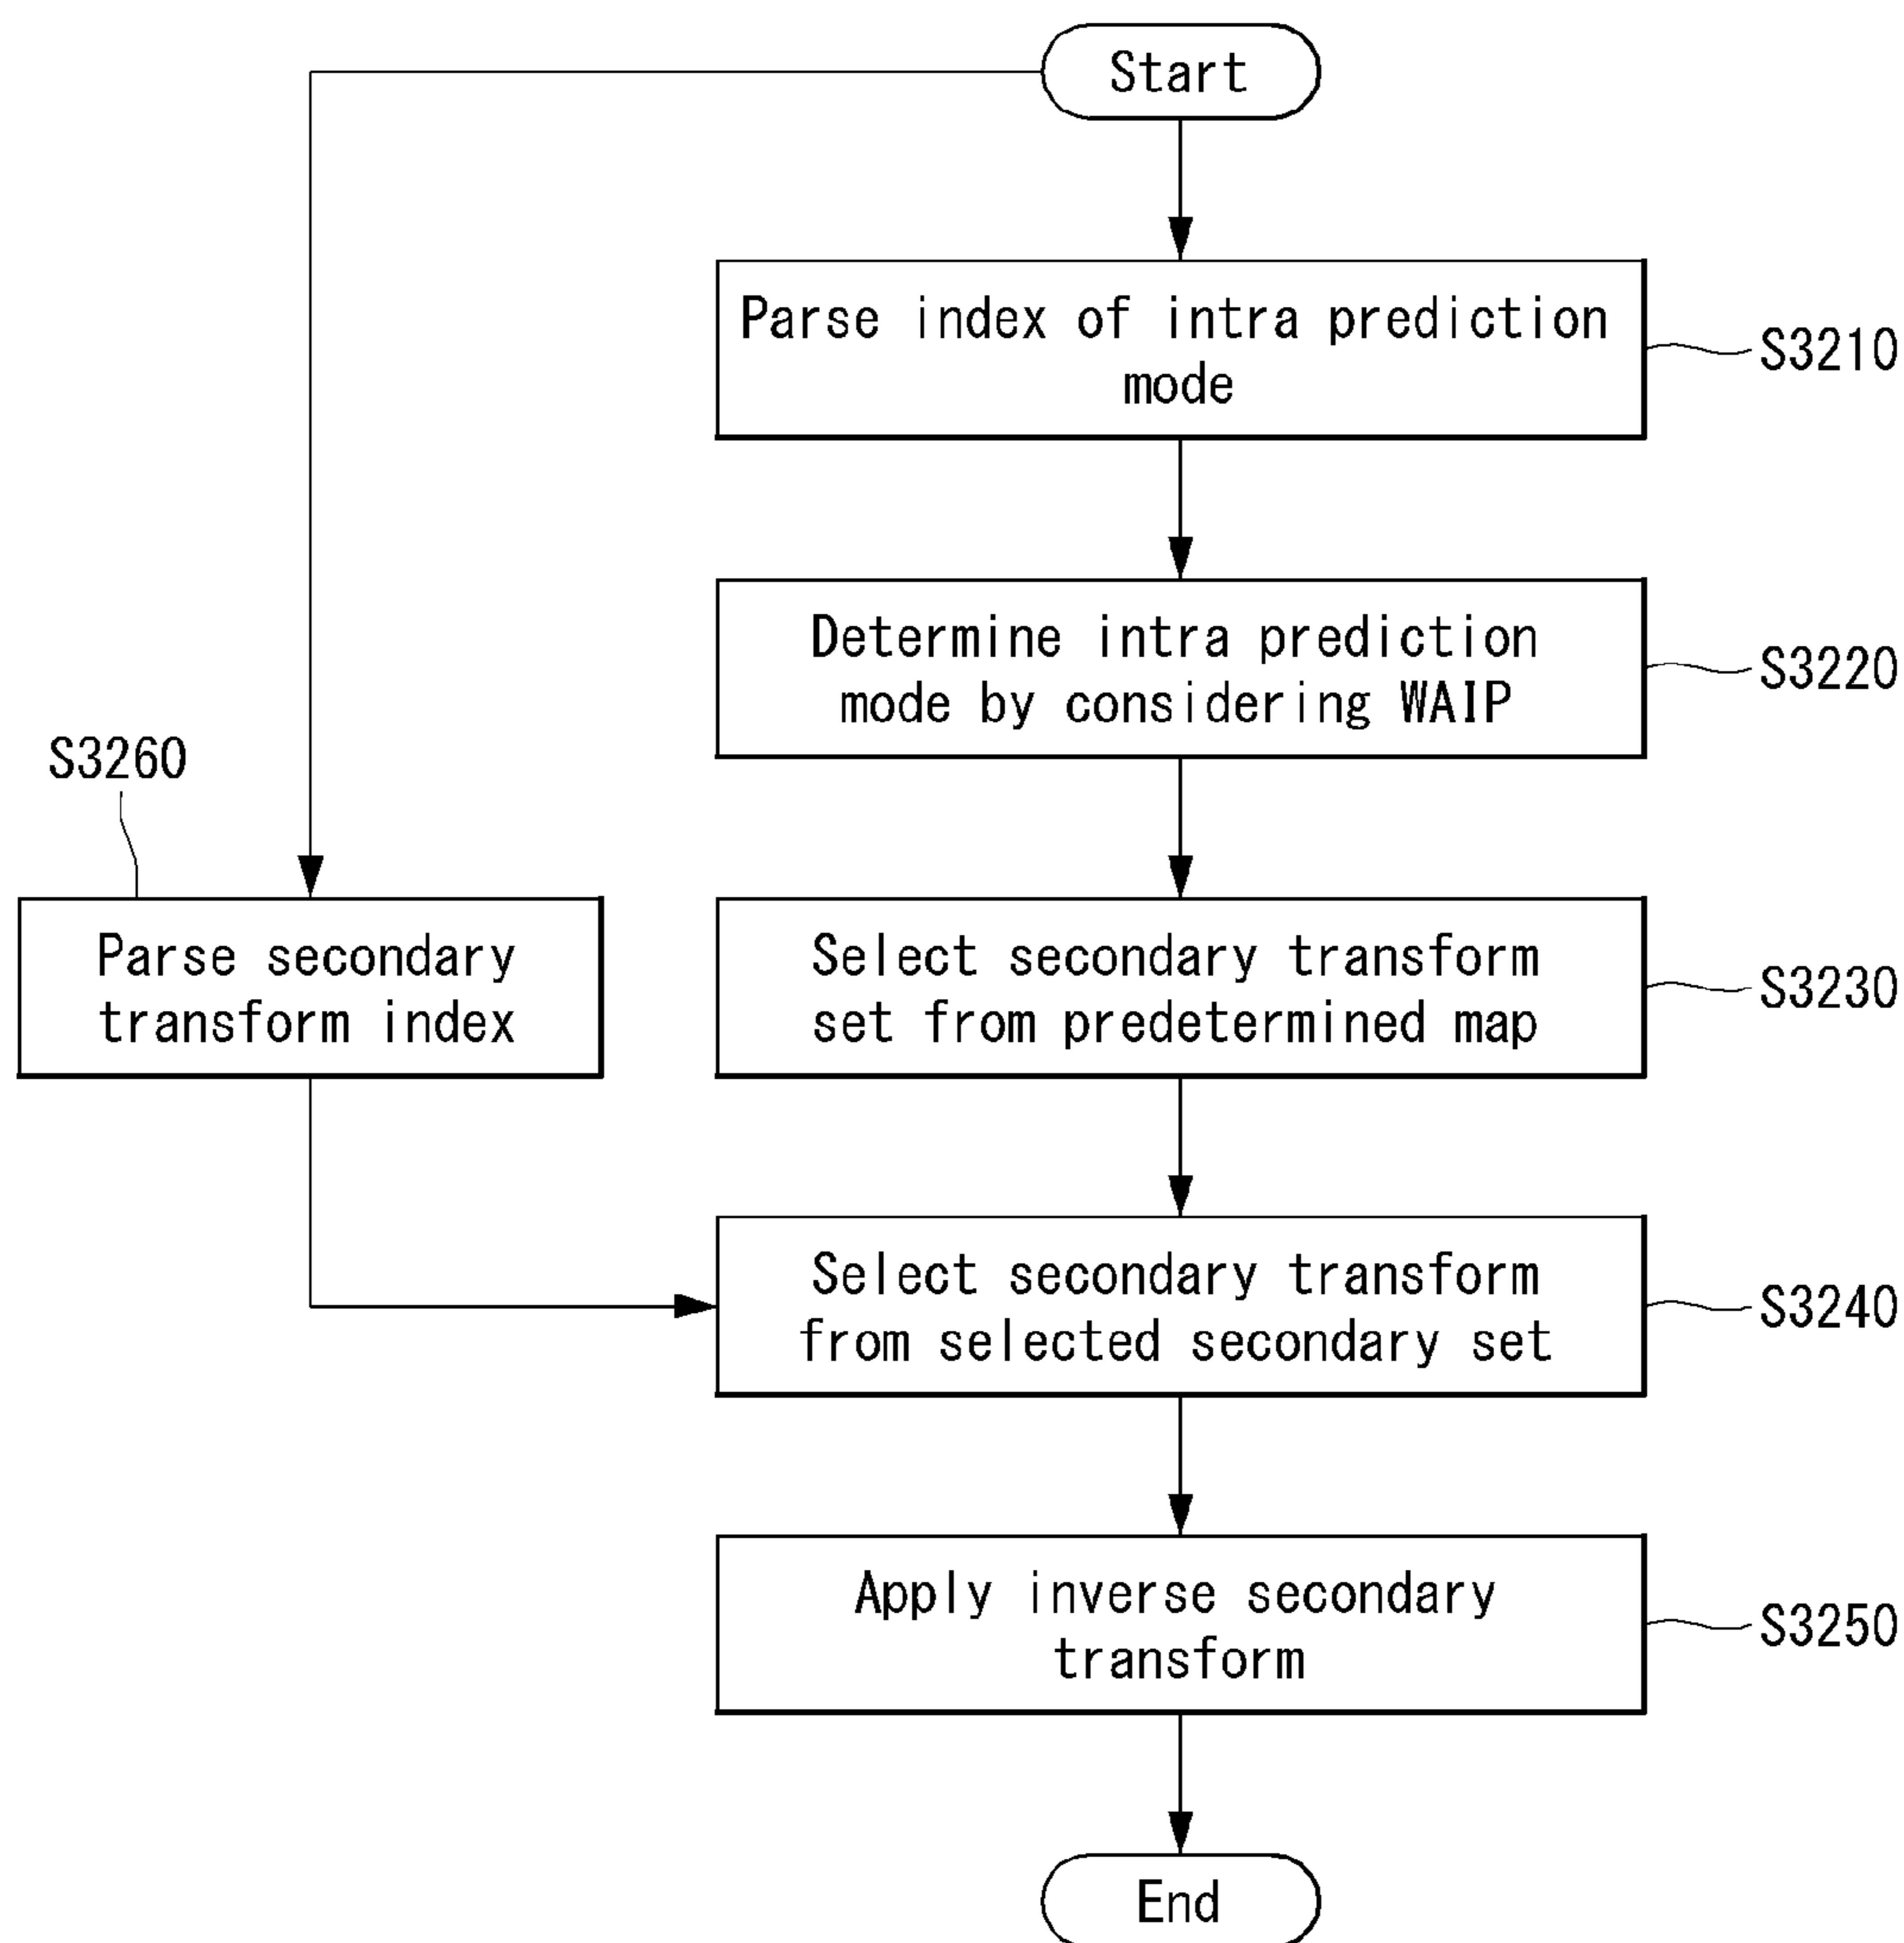 Start
Parse index of intra prediction
mode
S3210
Determine intra prediction
mode by considering WAIP
S3220
S3260
Parse secondary
transform index
Select secondary transform
set from predetermined map
S3230
Select secondary transform
from selected secondary set
S3240
Apply inverse secondary
transform
S3250
End